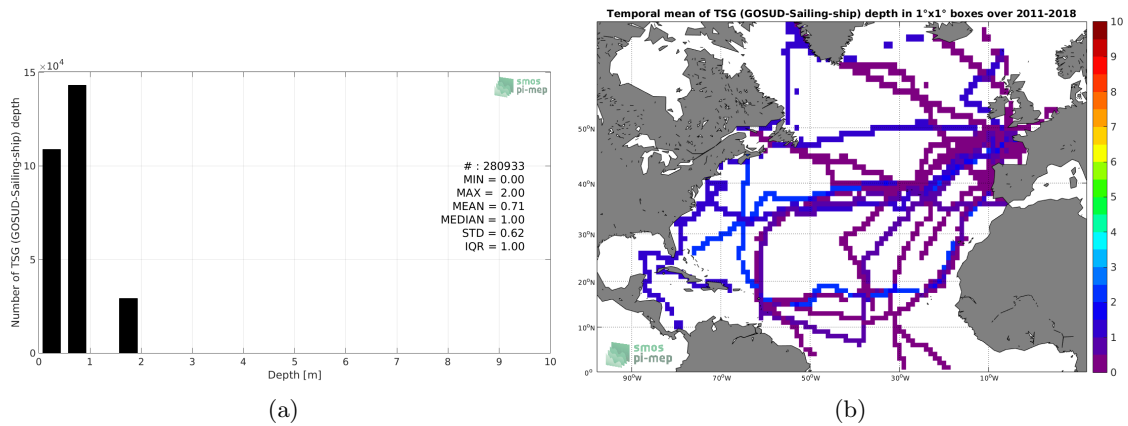 ×10⁴
15
10
5
0
Number of TSG (GOSUD-Sailing-ship) depth
smos
pi-mep
# : 280933
MIN = 0.00
MAX = 2.00
MEAN = 0.71
MEDIAN = 1.00
STD = 0.62
IQR = 1.00
0 1 2 3 4 5 6 7 8 9 10
Depth [m]
(a)
Temporal mean of TSG (GOSUD-Sailing-ship) depth in 1°x1° boxes over 2011-2018
50°N
40°N
30°N
20°N
10°N
0°
90°W 70°W 50°W 30°W 10°W
smos
pi-mep
10
9
8
7
6
5
4
3
2
1
0
(b)